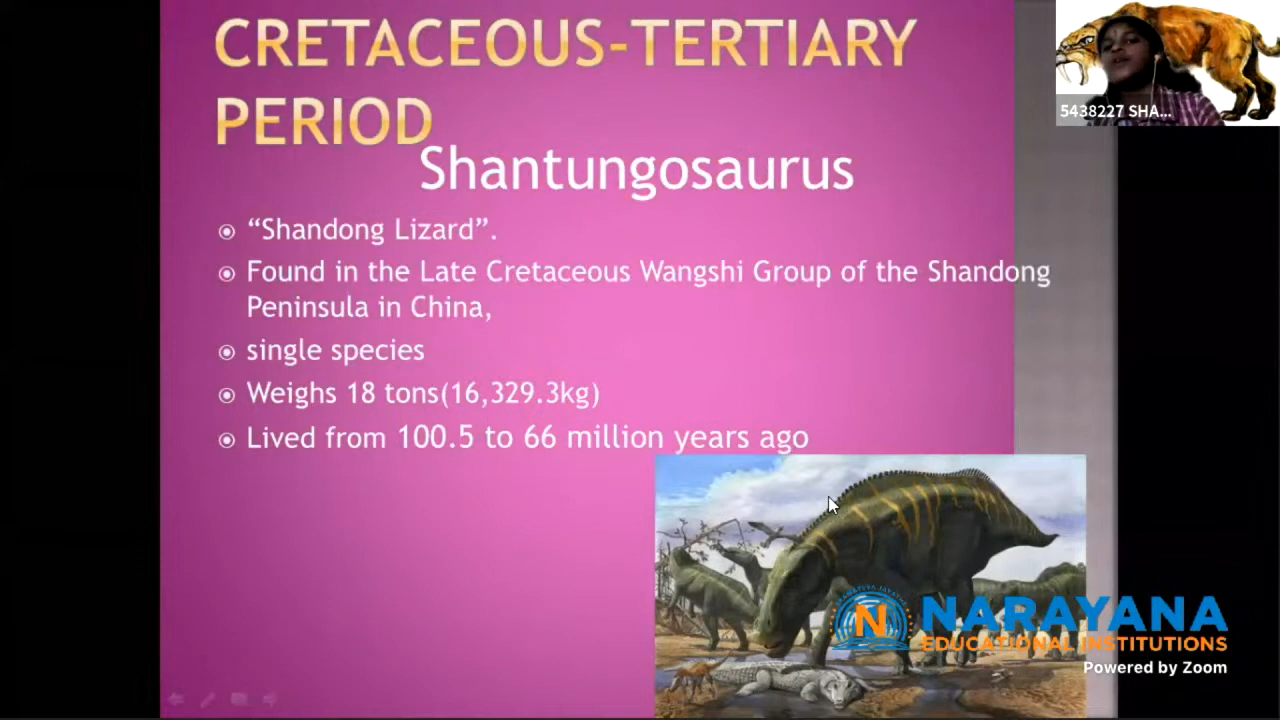 CRETACEOUS-TERTIARY
PERIOD
Shantungosaurus
“Shandong Lizard”.
Found in the Late Cretaceous Wangshi Group of the Shandong
Peninsula in China,
single species
Weighs 18 tons(16,329.3kg)
Lived from 100.5 to 66 million years ago
5438227 SHA...
N
NARAYANA
EDUCATIONAL INSTITUTIONS
Powered by Zoom